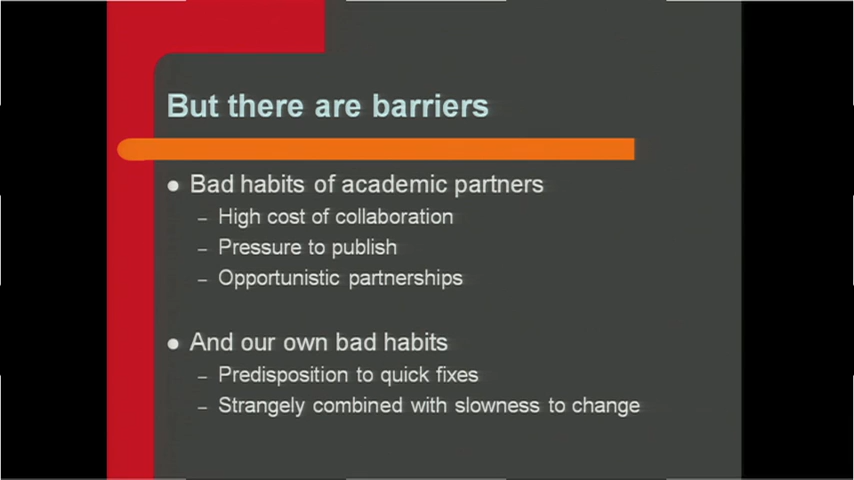 But there are barriers
● Bad habits of academic partners
– High cost of collaboration
– Pressure to publish
– Opportunistic partnerships
● And our own bad habits
– Predisposition to quick fixes
– Strangely combined with slowness to change